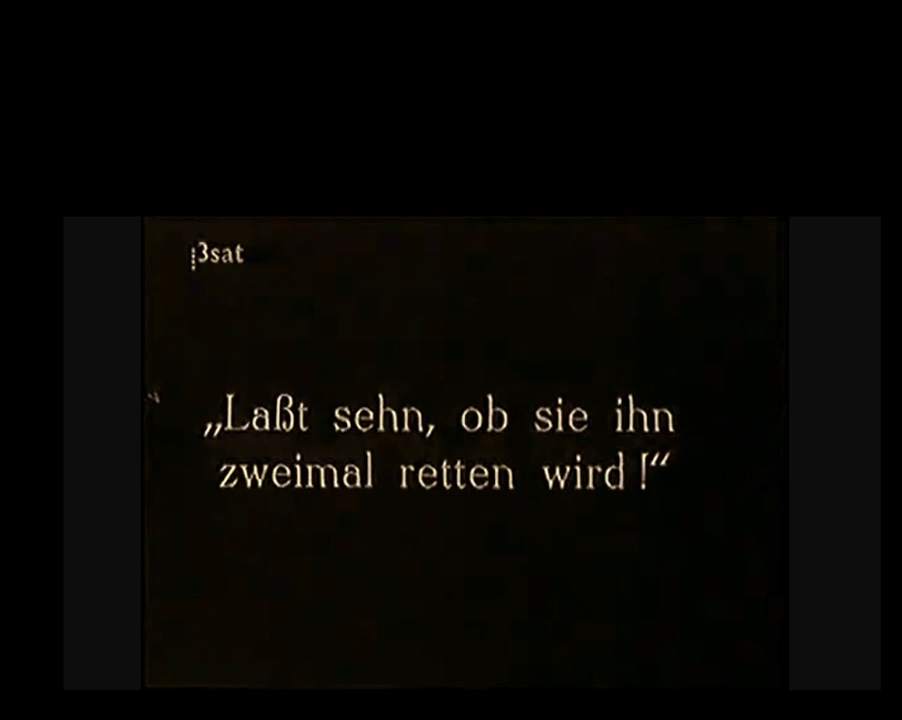 3sat
„Laßt sehn, ob sie ihn
zweimal retten wird!“